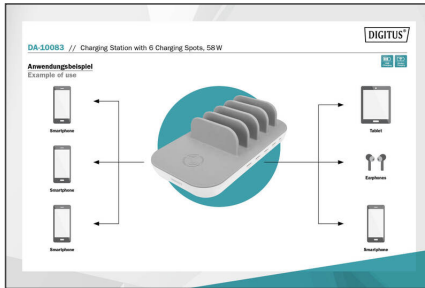 DIGITUS®
DA-10083 // Charging Station with 6 Charging Spots, 58 W
Anwendungsbeispiel
Example of use
Smartphone
Tablet
Smartphone
Earphones
Smartphone
Smartphone